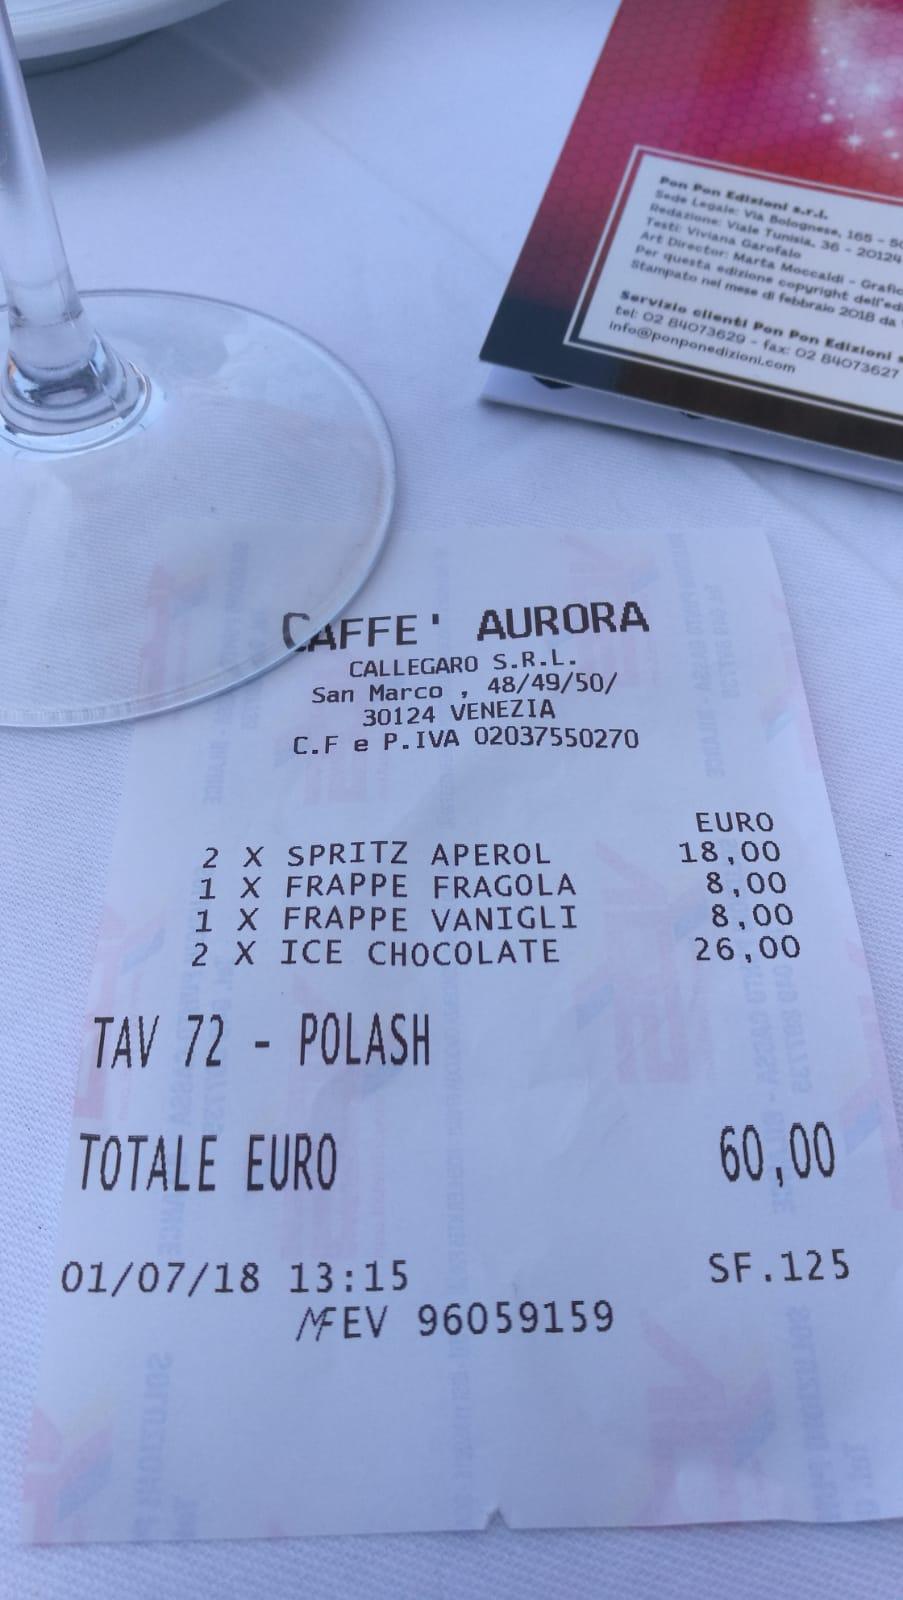 Pon Pon Edizioni s.r.l.
Sede Legale: Via Bolognese, 165 - 50
Redazione: Viale Tunisia, 36 - 20124
Testi: Viviana Garofalo
Art Director: Marta Moccaldi - Grafic
Per questa edizione copyright dell'edi
Stampato nel mese di febbraio 2018 da
Servizio clienti Pon Pon Edizioni s
tel: 02 84073629 - fax: 02 84073627
info@ponponedizioni.com
CAFFE' AURORA
CALLEGARO S.R.L.
San Marco , 48/49/50/
30124 VENEZIA
C.F e P.IVA 02037550270
EURO
2 X SPRITZ APEROL 18,00
1 X FRAPPE FRAGOLA 8,00
1 X FRAPPE VANIGLI 8,00
2 X ICE CHOCOLATE 26,00
TAV 72 - POLASH
TOTALE EURO 60,00
01/07/18 13:15 SF.125
MFEV 96059159